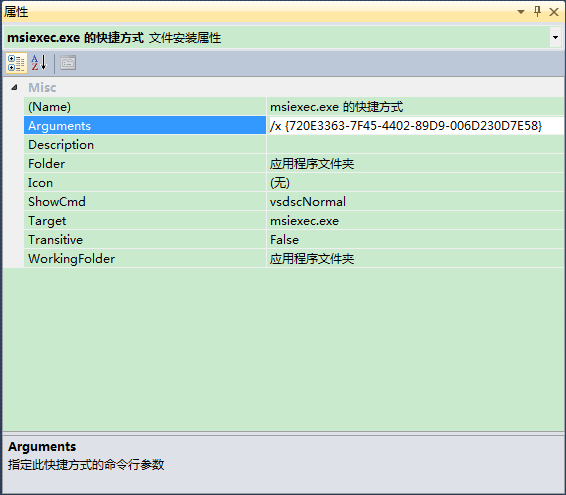 属性
msiexec.exe 的快捷方式 文件安装属性
Misc
(Name) msiexec.exe 的快捷方式
Arguments /x {720E3363-7F45-4402-89D9-006D230D7E58}
Description
Folder 应用程序文件夹
Icon (无)
ShowCmd vsdscNormal
Target msiexec.exe
Transitive False
WorkingFolder 应用程序文件夹
Arguments
指定此快捷方式的命令行参数